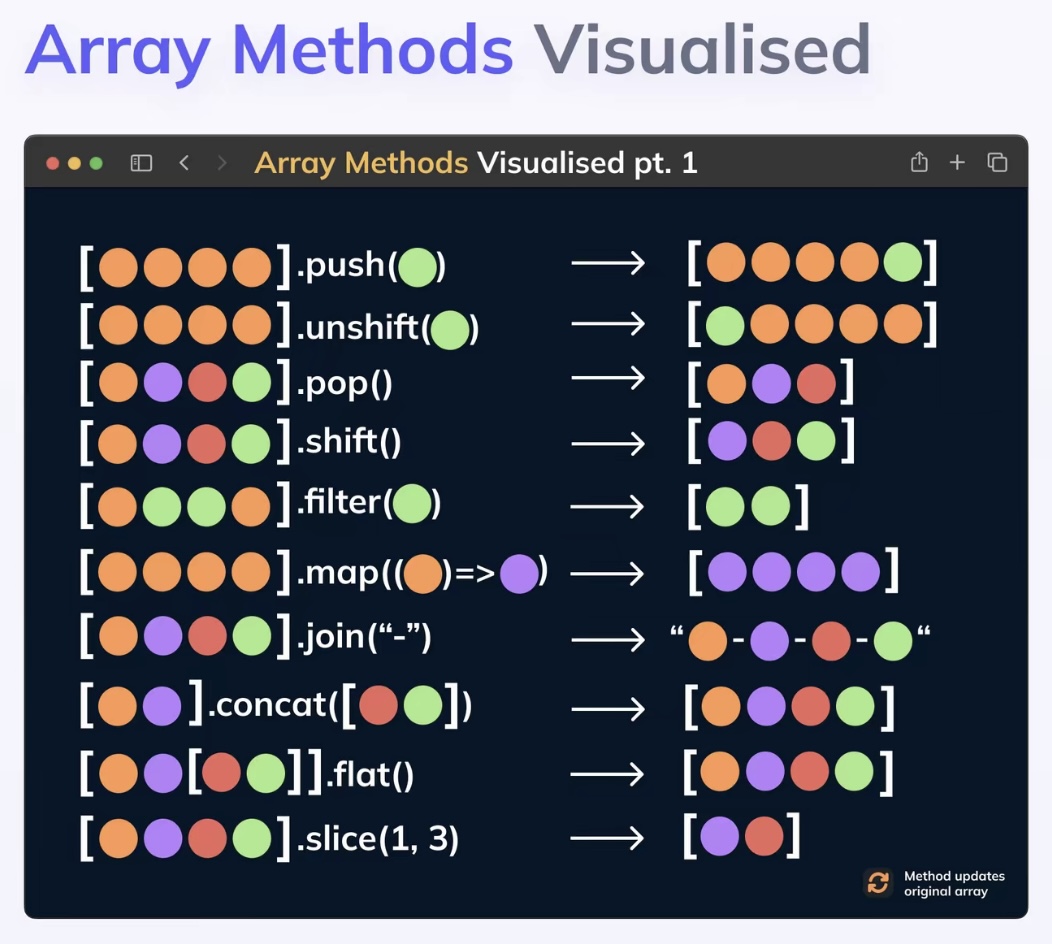 Array Methods Visualised
Array Methods Visualised pt. 1
[ ].push( ) → [ ]
[ ].unshift( ) → [ ]
[ ].pop() → [ ]
[ ].shift() → [ ]
[ ].filter( ) → [ ]
[ ].map(( )=> ) → [ ]
[ ].join(“-”) → “ - - - “
[ ].concat([ ]) → [ ]
[ [ ]].flat() → [ ]
[ ].slice(1, 3) → [ ]
Method updates
original array